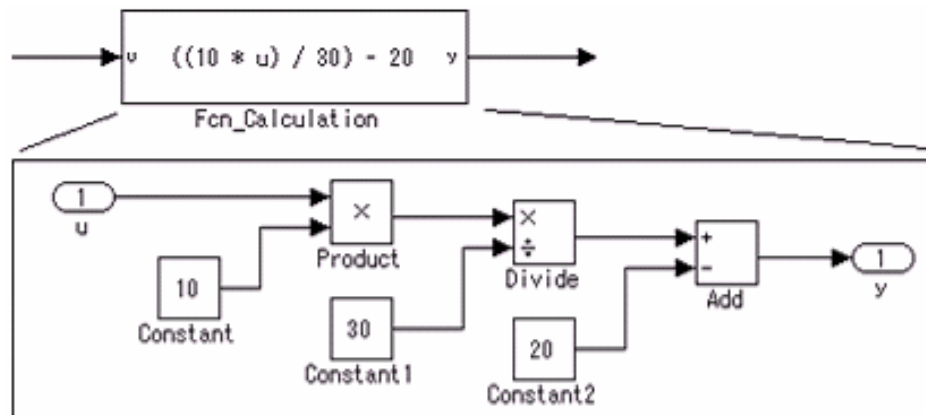 u ((10 * u) / 30) - 20 y
Fcn_Calculation
1
u
×
Product
10
Constant
×
÷
Divide
30
Constant1
+
-
Add
20
Constant2
1
y